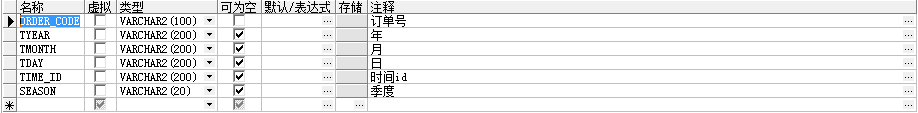 名称 虚拟 类型 可为空 默认/表达式 存储 注释
ORDER_CODE VARCHAR2(100) ... 订单号 ...
TYEAR VARCHAR2(200) ... 年 ...
TMONTH VARCHAR2(200) ... 月 ...
TDAY VARCHAR2(200) ... 日 ...
TIME_ID VARCHAR2(200) ... 时间id ...
SEASON VARCHAR2(20) ... 季度 ...
* ... ... ...